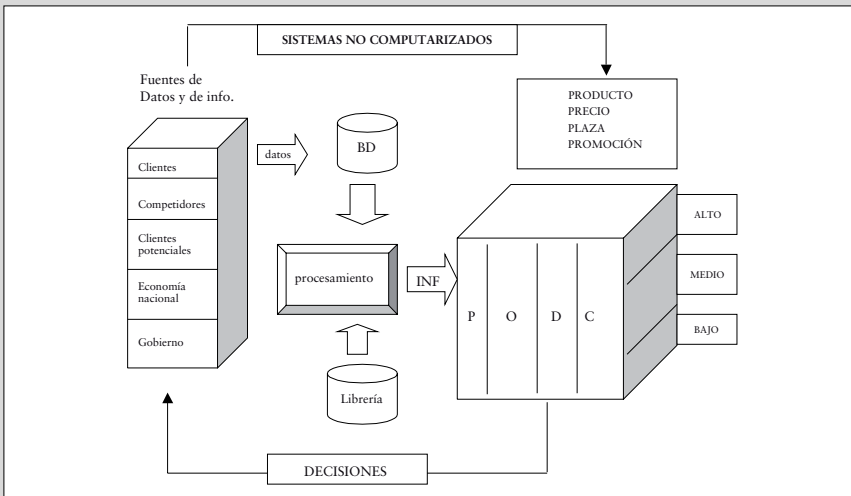 SISTEMAS NO COMPUTARIZADOS
Fuentes de
Datos y de info.
PRODUCTO
PRECIO
PLAZA
PROMOCIÓN
Clientes
Competidores
Clientes
potenciales
Economía
nacional
Gobierno
datos
BD
procesamiento
INF
Librería
P O D C
ALTO
MEDIO
BAJO
DECISIONES